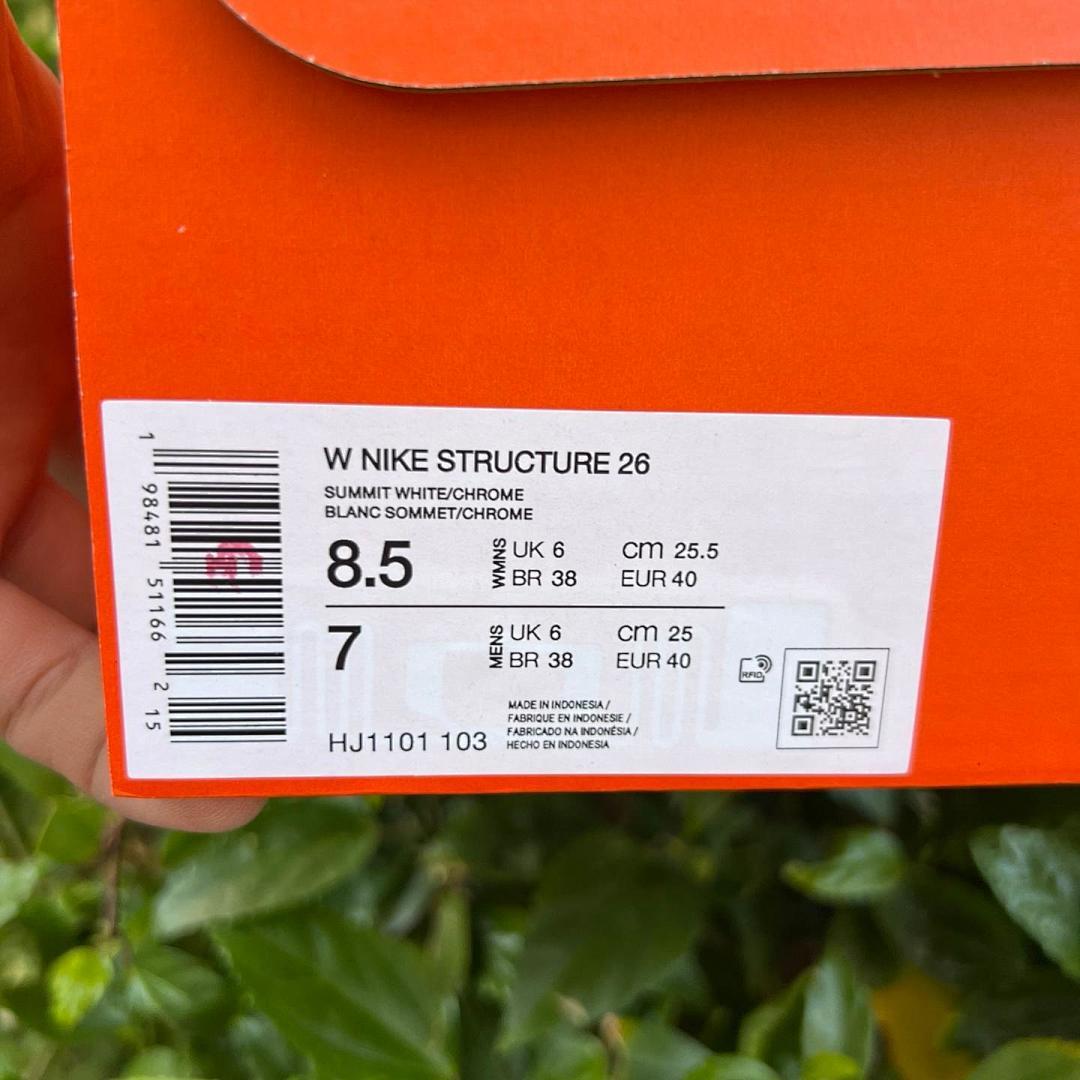 W NIKE STRUCTURE 26
SUMMIT WHITE/CHROME
BLANC SOMMET/CHROME
8.5 WMNS UK 6 cm 25.5
BR 38 EUR 40
7 MENS UK 6 cm 25
BR 38 EUR 40
HJ1101 103
MADE IN INDONESIA /
FABRIQUE EN INDONESIE /
FABRICADO NA INDONÉSIA /
HECHO EN INDONESIA
RFID
1 98481 51166 2 15